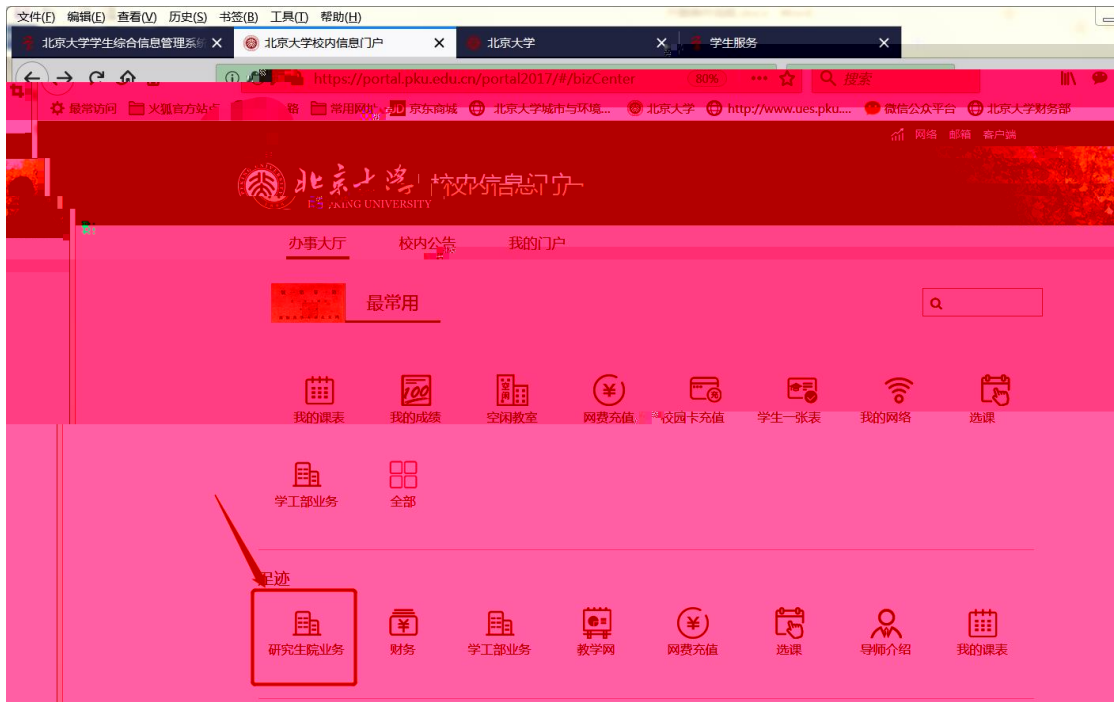 文件(F) 编辑(E) 查看(V) 历史(S) 书签(B) 工具(T) 帮助(H)
北京大学学生综合信息管理系统 北京大学校内信息门户 北京大学 学生服务
https://portal.pku.edu.cn/portal2017/#/bizCenter 80% 搜索
最常访问 火狐官方站点 常用网址 京东商城 北京大学城市与环境... 北京大学 http://www.ues.pku.... 微信公众平台 北京大学财务部
网络 邮箱 客户端
北京大学 校内信息门户
PEKING UNIVERSITY
办事大厅 校内公告 我的门户
最常用
我的课表 我的成绩 空闲教室 网费充值 校园卡充值 学生一张表 我的网络 选课
学工部业务 全部
足迹
研究生院业务 财务 学工部业务 教学网 网费充值 选课 导师介绍 我的课表